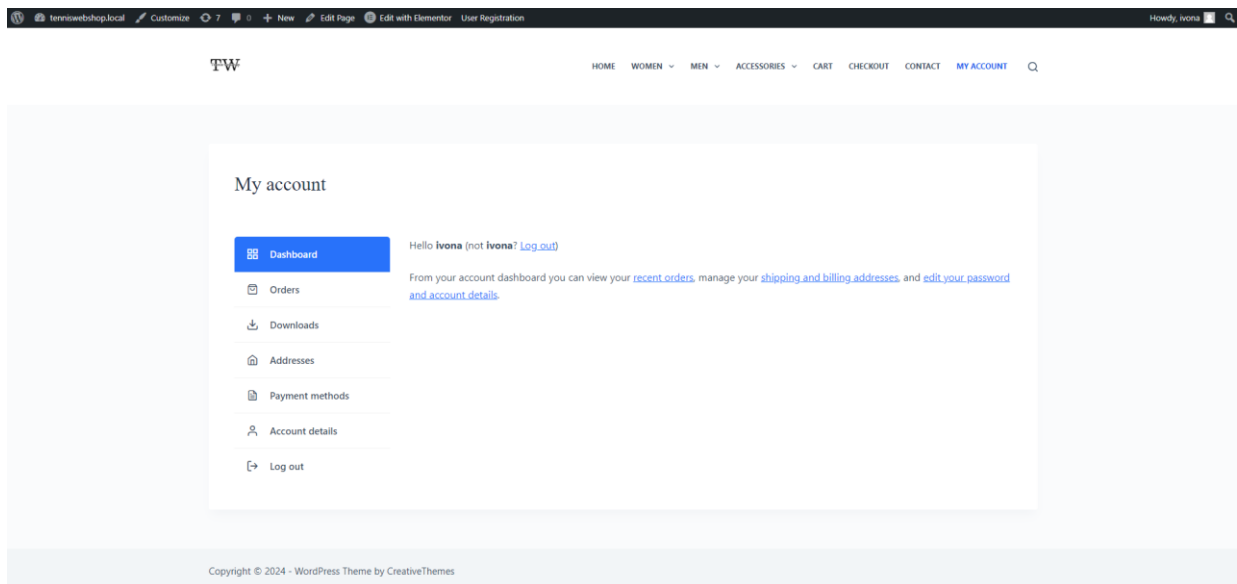 tenniswebshop.local Customize 7 0 New Edit Page Edit with Elementor User Registration Howdy, ivona
TW HOME WOMEN MEN ACCESSORIES CART CHECKOUT CONTACT MY ACCOUNT
My account
Dashboard
Orders
Downloads
Addresses
Payment methods
Account details
Log out
Hello ivona (not ivona? Log out)
From your account dashboard you can view your recent orders, manage your shipping and billing addresses, and edit your password
and account details.
Copyright © 2024 - WordPress Theme by CreativeThemes